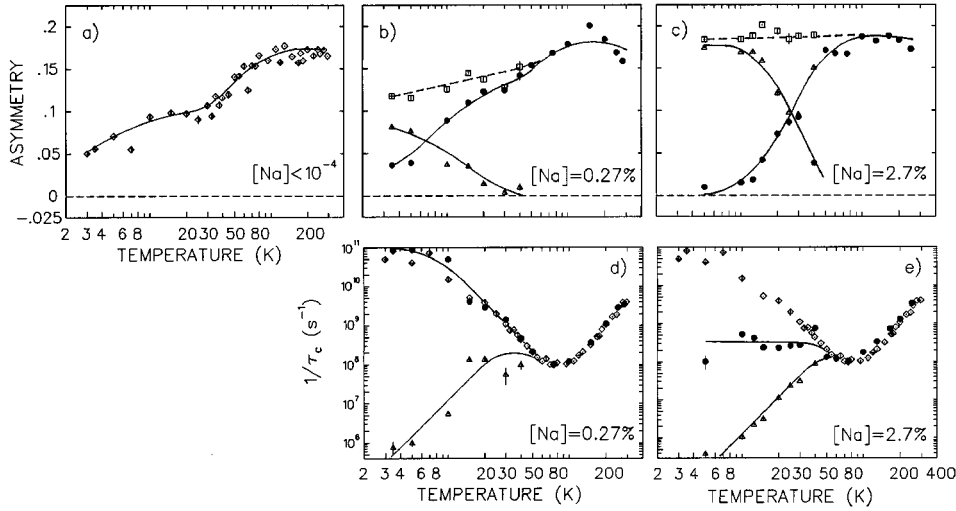 ASYMMETRY
.2
.15
.1
.05
0
-.025
a)
[Na]<10⁻⁴
2 3 4 6 8 20 30 50 80 200
TEMPERATURE (K)
b)
[Na]=0.27%
c)
[Na]=2.7%
1/τc (s⁻¹)
10¹¹
10¹⁰
10⁹
10⁸
10⁷
10⁶
d)
[Na]=0.27%
2 4 6 8 20 30 50 80 200
TEMPERATURE (K)
e)
[Na]=2.7%
2 4 6 8 20 30 50 80 200 400
TEMPERATURE (K)